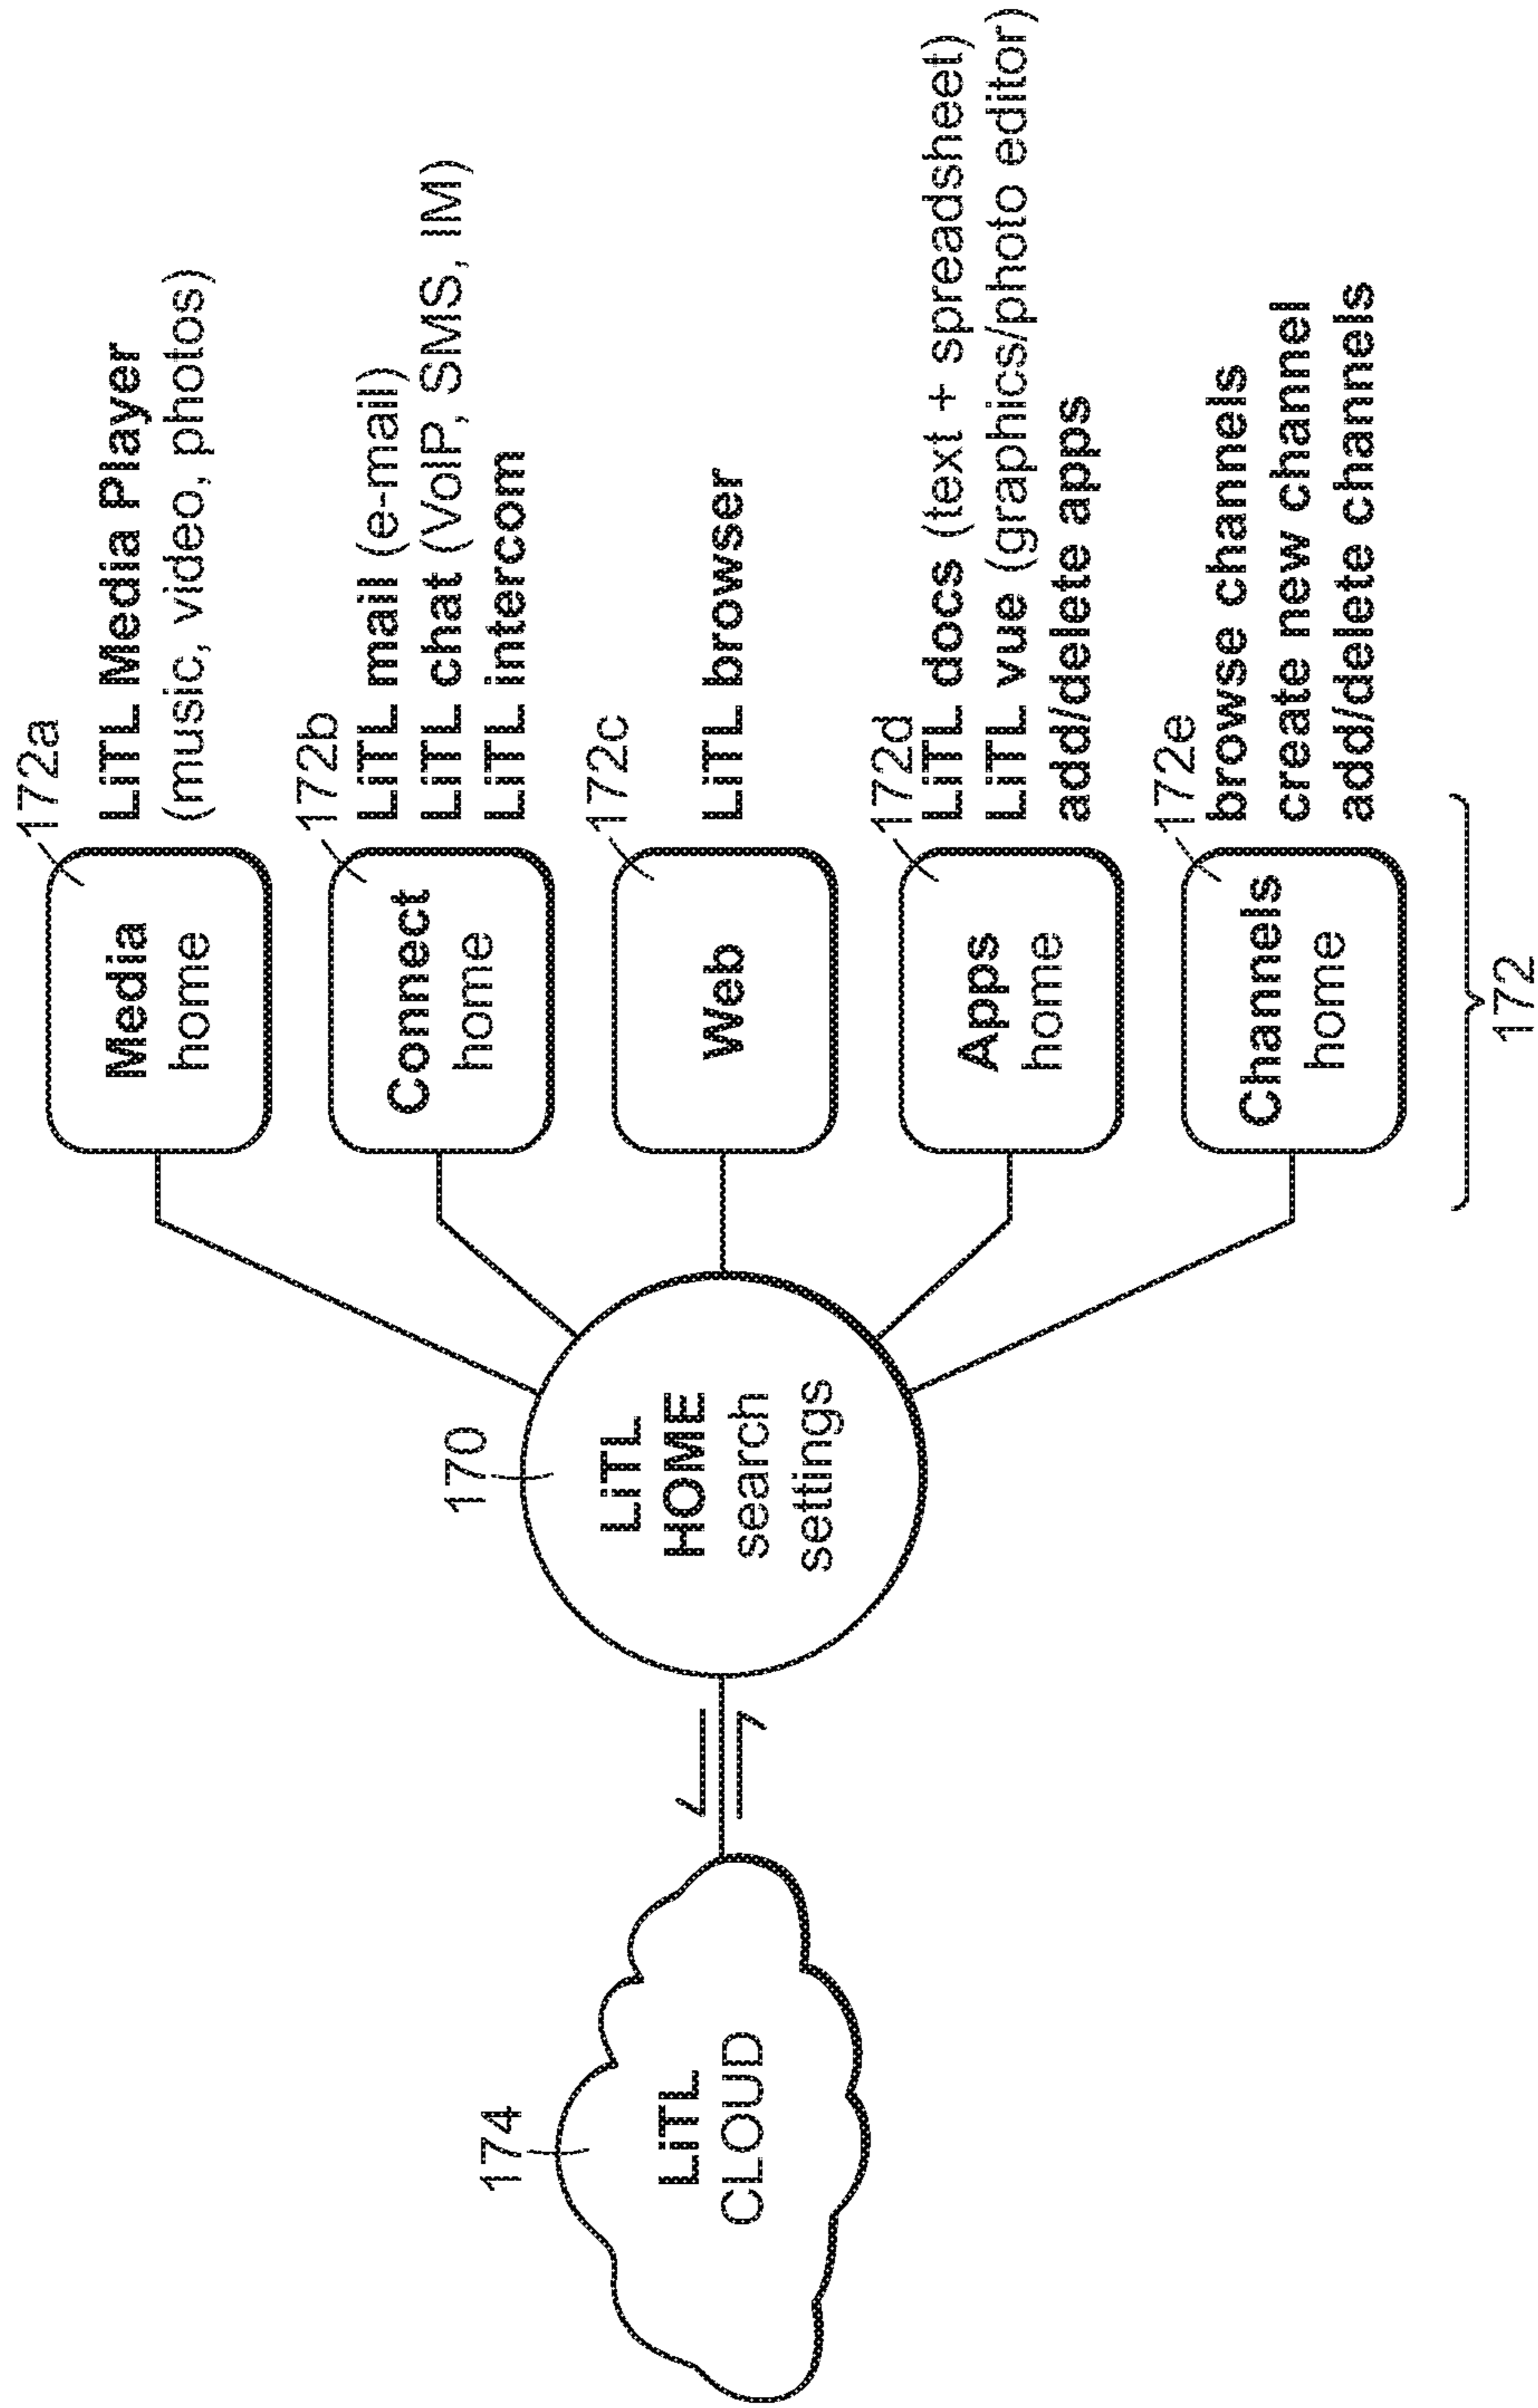 174
LiTL
CLOUD
170
LiTL
HOME
search
settings
172a
Media
home
LiTL Media Player
(music, video, photos)
172b
Connect
home
LiTL mail (e-mail)
LiTL chat (VoIP, SMS, IM)
LiTL intercom
172c
Web
LiTL browser
172d
Apps
home
LiTL docs (text + spreadsheet)
LiTL vue (graphics/photo editor)
add/delete apps
172e
Channels
home
browse channels
create new channel
add/delete channels
172